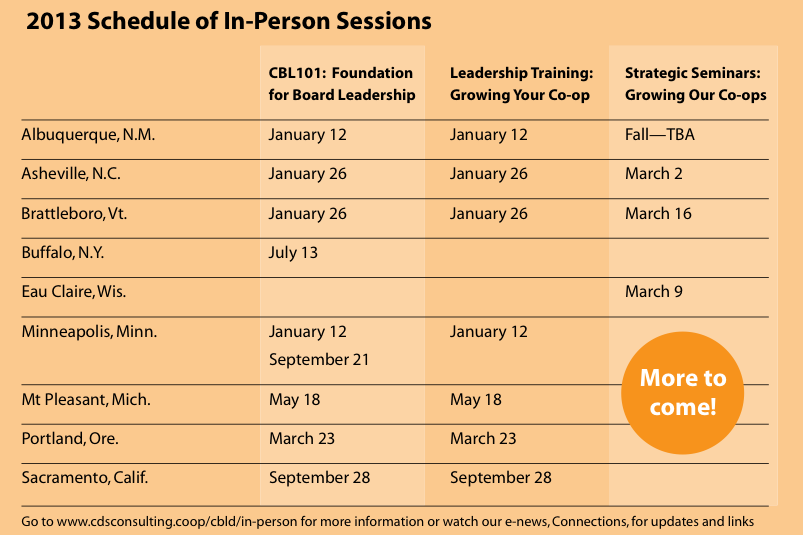 2013 Schedule of In-Person Sessions
CBL101: Foundation for Board Leadership Leadership Training: Growing Your Co-op Strategic Seminars: Growing Our Co-ops
Albuquerque, N.M. January 12 January 12 Fall—TBA
Asheville, N.C. January 26 January 26 March 2
Brattleboro, Vt. January 26 January 26 March 16
Buffalo, N.Y. July 13
Eau Claire, Wis. March 9
Minneapolis, Minn. January 12 January 12
September 21
More to
come!
Mt Pleasant, Mich. May 18 May 18
Portland, Ore. March 23 March 23
Sacramento, Calif. September 28 September 28
Go to www.cdsconsulting.coop/cbld/in-person for more information or watch our e-news, Connections, for updates and links